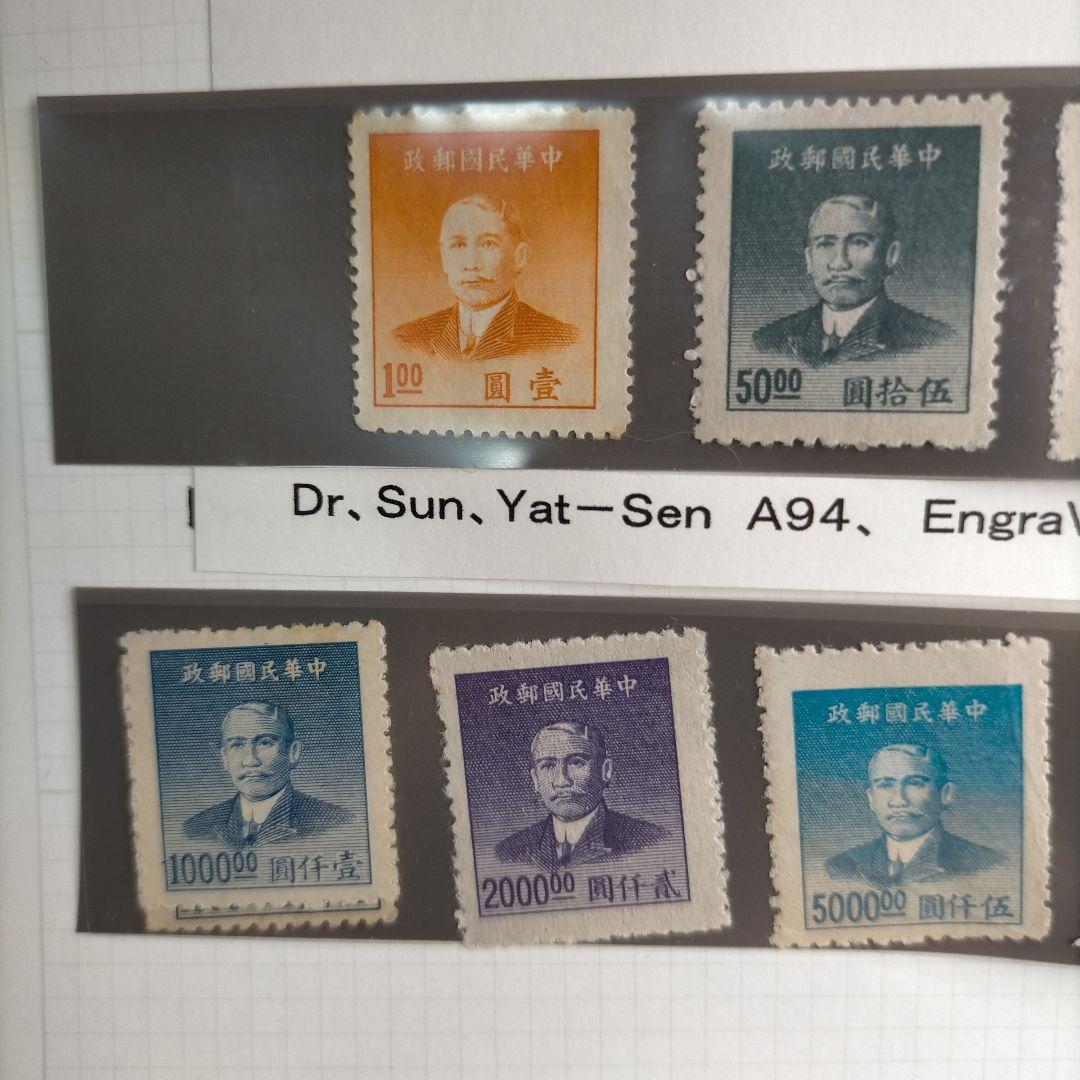 政郵國民華中
1.00
圓 壹
政郵國民華中
50.00
圓拾伍
Dr、Sun、Yat－Sen A94、
政郵國民華中
1000.00 圓仟壹
政郵國民華中
2000.00 圓仟貳
政郵國民華中
5000.00 圓仟伍